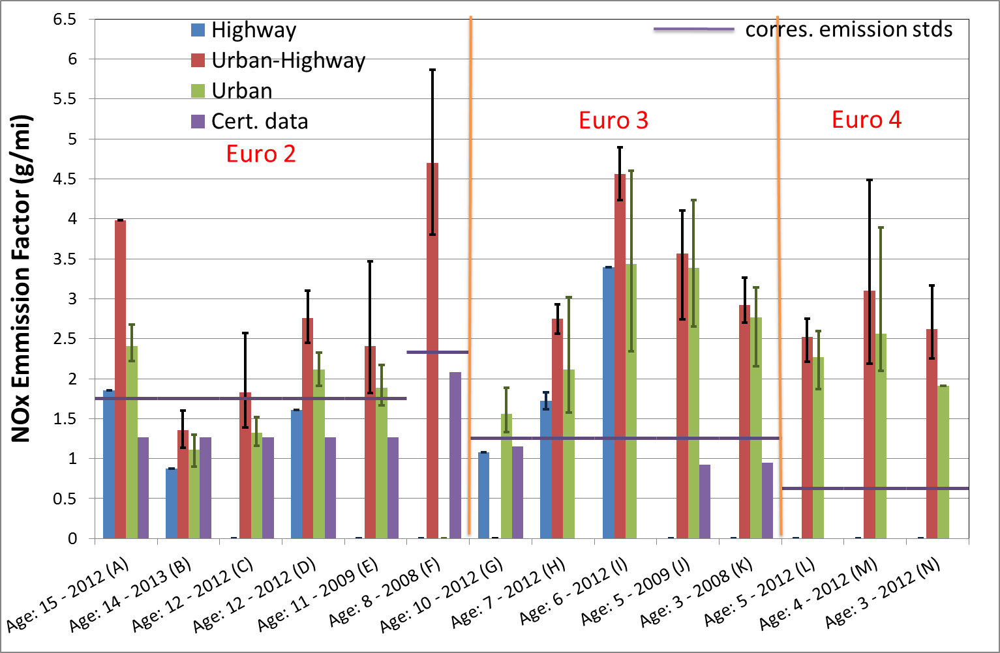 6.5
6
5.5
5
4.5
4
3.5
3
2.5
2
1.5
1
0.5
0
NOx Emmission Factor (g/mi)
Highway
Urban-Highway
Urban
Cert. data
corres. emission stds
Euro 2
Euro 3
Euro 4
Age: 15 - 2012 (A)
Age: 14 - 2013 (B)
Age: 12 - 2012 (C)
Age: 12 - 2012 (D)
Age: 11 - 2009 (E)
Age: 8 - 2008 (F)
Age: 10 - 2012 (G)
Age: 7 - 2012 (H)
Age: 6 - 2012 (I)
Age: 5 - 2009 (J)
Age: 3 - 2008 (K)
Age: 5 - 2012 (L)
Age: 4 - 2012 (M)
Age: 3 - 2012 (N)